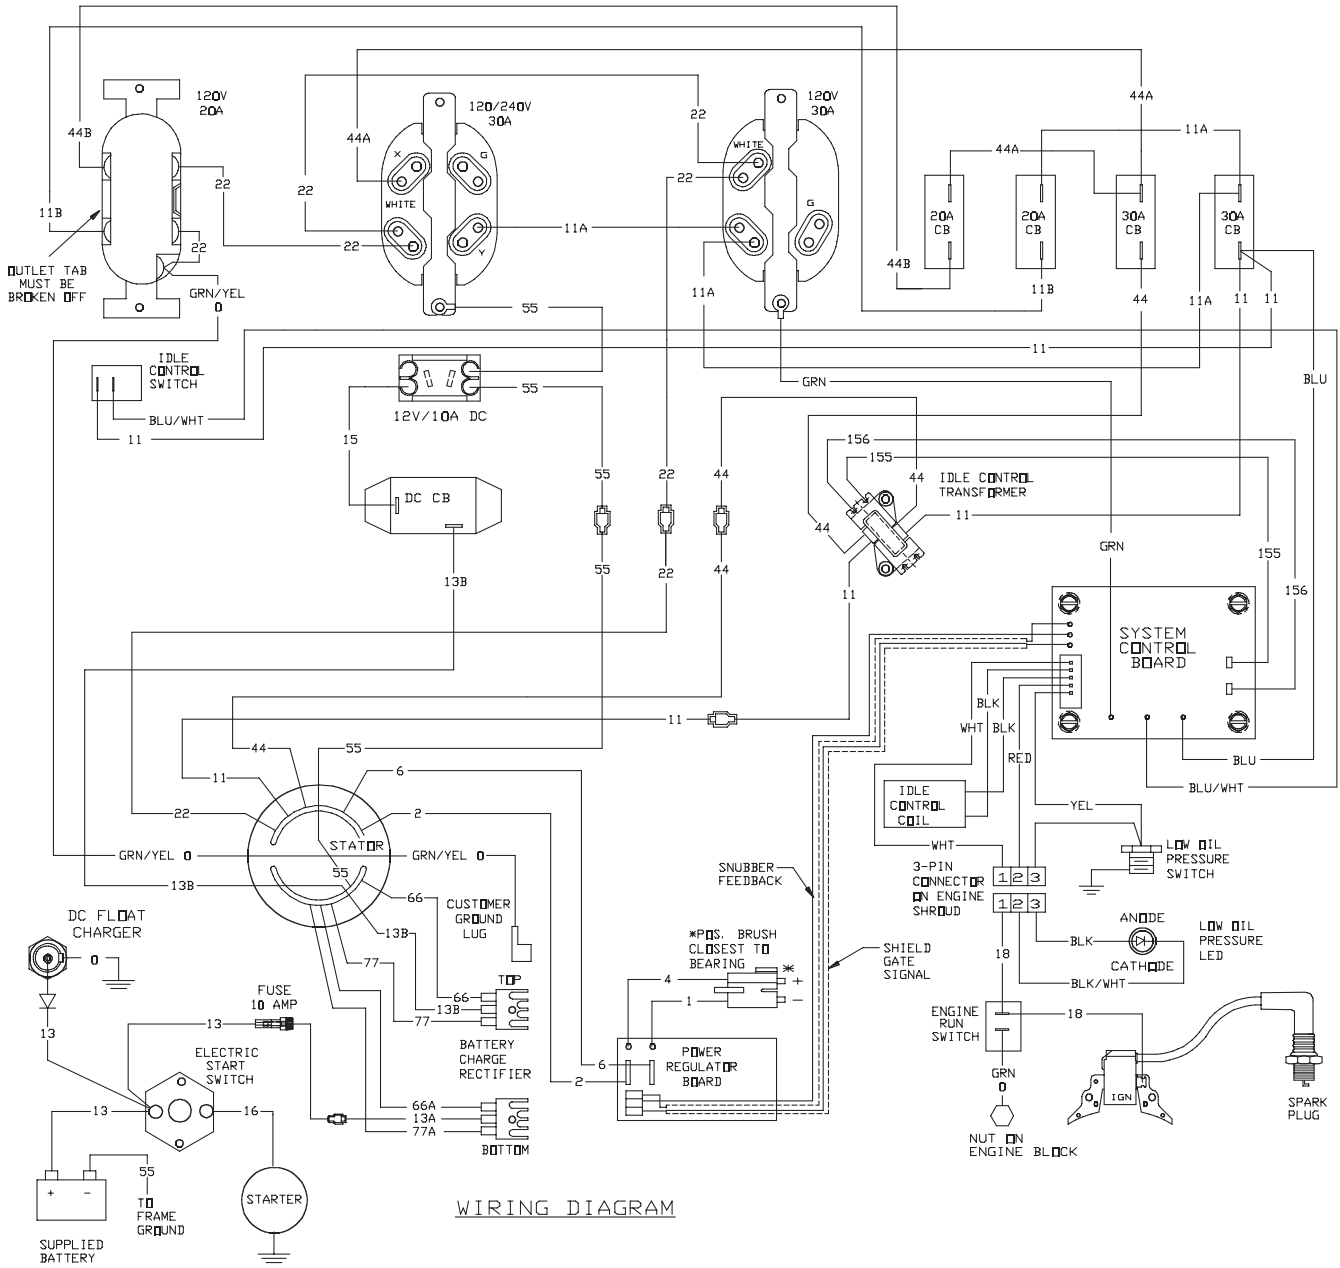 120V
20A
120/240V
30A
120V
30A
44A
11A
44B
44A
22
WHITE
44A
X
G
22
22
22
WHITE
G
20A
CB
20A
CB
30A
CB
30A
CB
11B
22
22
11A
Y
OUTLET TAB
MUST BE
BROKEN OFF
GRN/YEL
0
44B
11A
11B
44
11A
11
11
55
11
IDLE
CONTROL
SWITCH
GRN
BLU
55
BLU/WHT
11
12V/10A DC
15
156
155
55
22
44
44
IDLE CONTROL
TRANSFORMER
DC CB
11
44
GRN
155
55
22
44
13B
11
156
SYSTEM
CONTROL
BOARD
BLK
11
WHT
BLK
44
55
RED
BLU
6
11
BLU/WHT
IDLE
CONTROL
COIL
YEL
22
2
STATOR
WHT
LOW OIL
PRESSURE
SWITCH
GRN/YEL 0
GRN/YEL 0
SNUBBER
FEEDBACK
3-PIN
CONNECTOR
ON ENGINE
SHROUD
1 2 3
55
13B
66
CUSTOMER
GROUND
LUG
1 2 3
DC FLOAT
CHARGER
ANODE
LOW OIL
PRESSURE
LED
13B
*POS. BRUSH
CLOSEST TO
BEARING
SHIELD
GATE
SIGNAL
18
BLK
CATHODE
0
77
*
TOP
4
+
BLK/WHT
FUSE
10 AMP
66
1
-
13B
77
13
13
ENGINE
RUN
SWITCH
18
ELECTRIC
START
SWITCH
BATTERY
CHARGE
RECTIFIER
6
POWER
REGULATOR
BOARD
2
GRN
0
13
16
66A
13A
77A
BOTTOM
IGN
SPARK
PLUG
NUT ON
ENGINE BLOCK
55
+ -
TO
FRAME
GROUND
STARTER
WIRING DIAGRAM
SUPPLIED
BATTERY